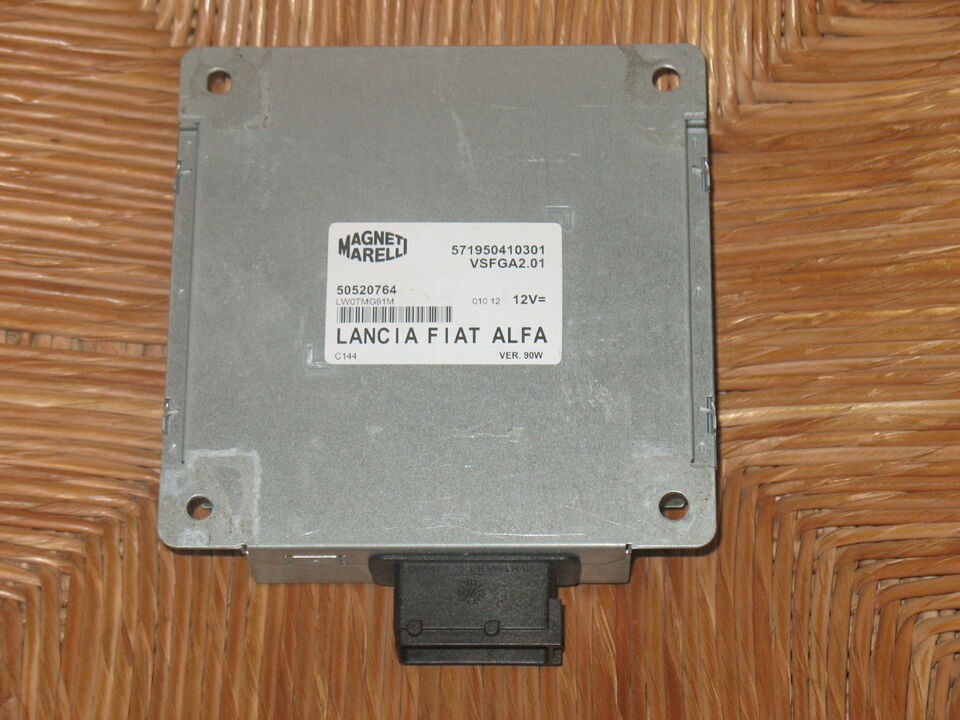 MAGNETI
MARELLI
571950410301
VSFGA2.01
50520764
LW0TMG91M
010 12 12V=
LANCIA FIAT ALFA
C144
VER. 90W